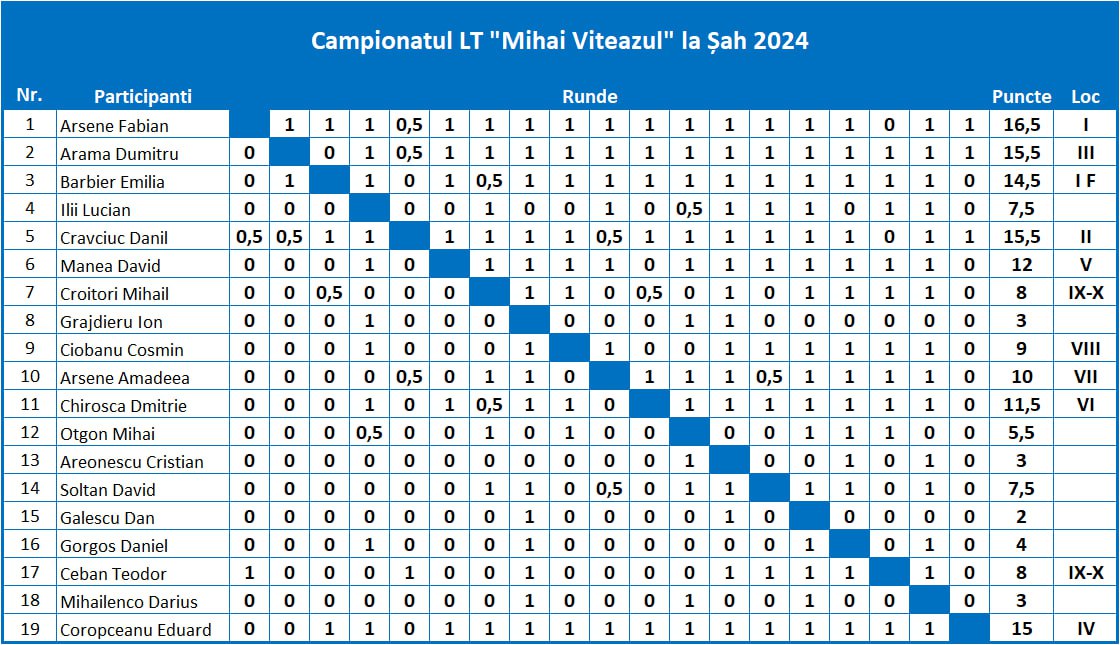 Campionatul LT "Mihai Viteazul" la Șah 2024
Nr. Participanti Runde Puncte Loc
1 Arsene Fabian 1 1 1 0,5 1 1 1 1 1 1 1 1 1 1 1 0 1 1 16,5 I
2 Arama Dumitru 0 0 1 0,5 1 1 1 1 1 1 1 1 1 1 1 1 1 1 15,5 III
3 Barbier Emilia 0 1 1 0 1 0,5 1 1 1 1 1 1 1 1 1 1 1 0 14,5 I F
4 Ilii Lucian 0 0 0 0 0 1 0 0 1 0 0,5 1 1 1 0 1 1 0 7,5
5 Cravciuc Danil 0,5 0,5 1 1 1 1 1 1 0,5 1 1 1 1 1 1 0 1 1 15,5 II
6 Manea David 0 0 0 1 0 1 1 1 1 0 1 1 1 1 1 1 1 0 12 V
7 Croitori Mihail 0 0 0,5 0 0 0 1 1 0 0,5 0 1 0 1 1 1 1 0 8 IX-X
8 Grajdieru Ion 0 0 0 1 0 0 0 0 0 0 1 1 0 0 0 0 0 0 3
9 Ciobanu Cosmin 0 0 0 1 0 0 0 1 1 0 0 1 1 1 1 1 1 0 9 VIII
10 Arsene Amadeea 0 0 0 0 0,5 0 1 1 0 1 1 1 0,5 1 1 1 1 0 10 VII
11 Chirosca Dmitrie 0 0 0 1 0 1 0,5 1 1 0 1 1 1 1 1 1 1 0 11,5 VI
12 Otgon Mihai 0 0 0 0,5 0 0 1 0 1 0 0 0 0 1 1 1 0 0 5,5
13 Areonescu Cristian 0 0 0 0 0 0 0 0 0 0 0 1 0 0 1 0 1 0 3
14 Soltan David 0 0 0 0 0 0 1 1 0 0,5 0 1 1 1 1 0 1 0 7,5
15 Galescu Dan 0 0 0 0 0 0 0 1 0 0 0 0 1 0 0 0 0 0 2
16 Gorgos Daniel 0 0 0 1 0 0 0 1 0 0 0 0 0 0 1 0 1 0 4
17 Ceban Teodor 1 0 0 0 1 0 0 1 0 0 0 0 1 1 1 1 1 0 8 IX-X
18 Mihailenco Darius 0 0 0 0 0 0 0 1 0 0 0 1 0 0 1 0 0 0 3
19 Coropceanu Eduard 0 0 1 1 0 1 1 1 1 1 1 1 1 1 1 1 1 1 15 IV